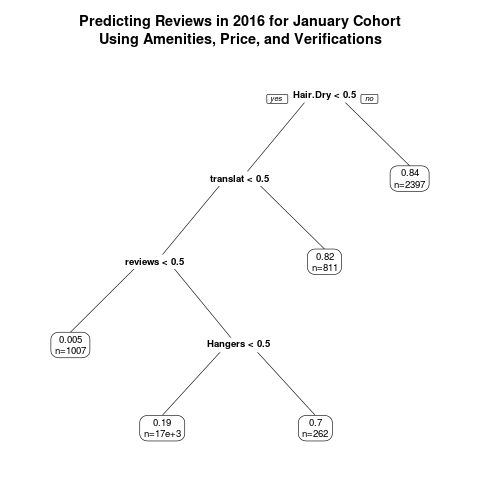 Predicting Reviews in 2016 for January Cohort
Using Amenities, Price, and Verifications
yes
Hair.Dry < 0.5
no
translat < 0.5
0.84
n=2397
reviews < 0.5
0.82
n=811
0.005
n=1007
Hangers < 0.5
0.19
n=17e+3
0.7
n=262